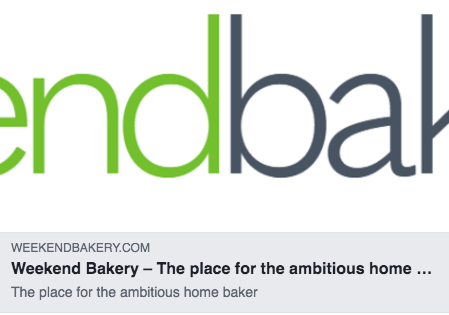 endbak
WEEKENDBAKERY.COM
Weekend Bakery – The place for the ambitious home ...
The place for the ambitious home baker